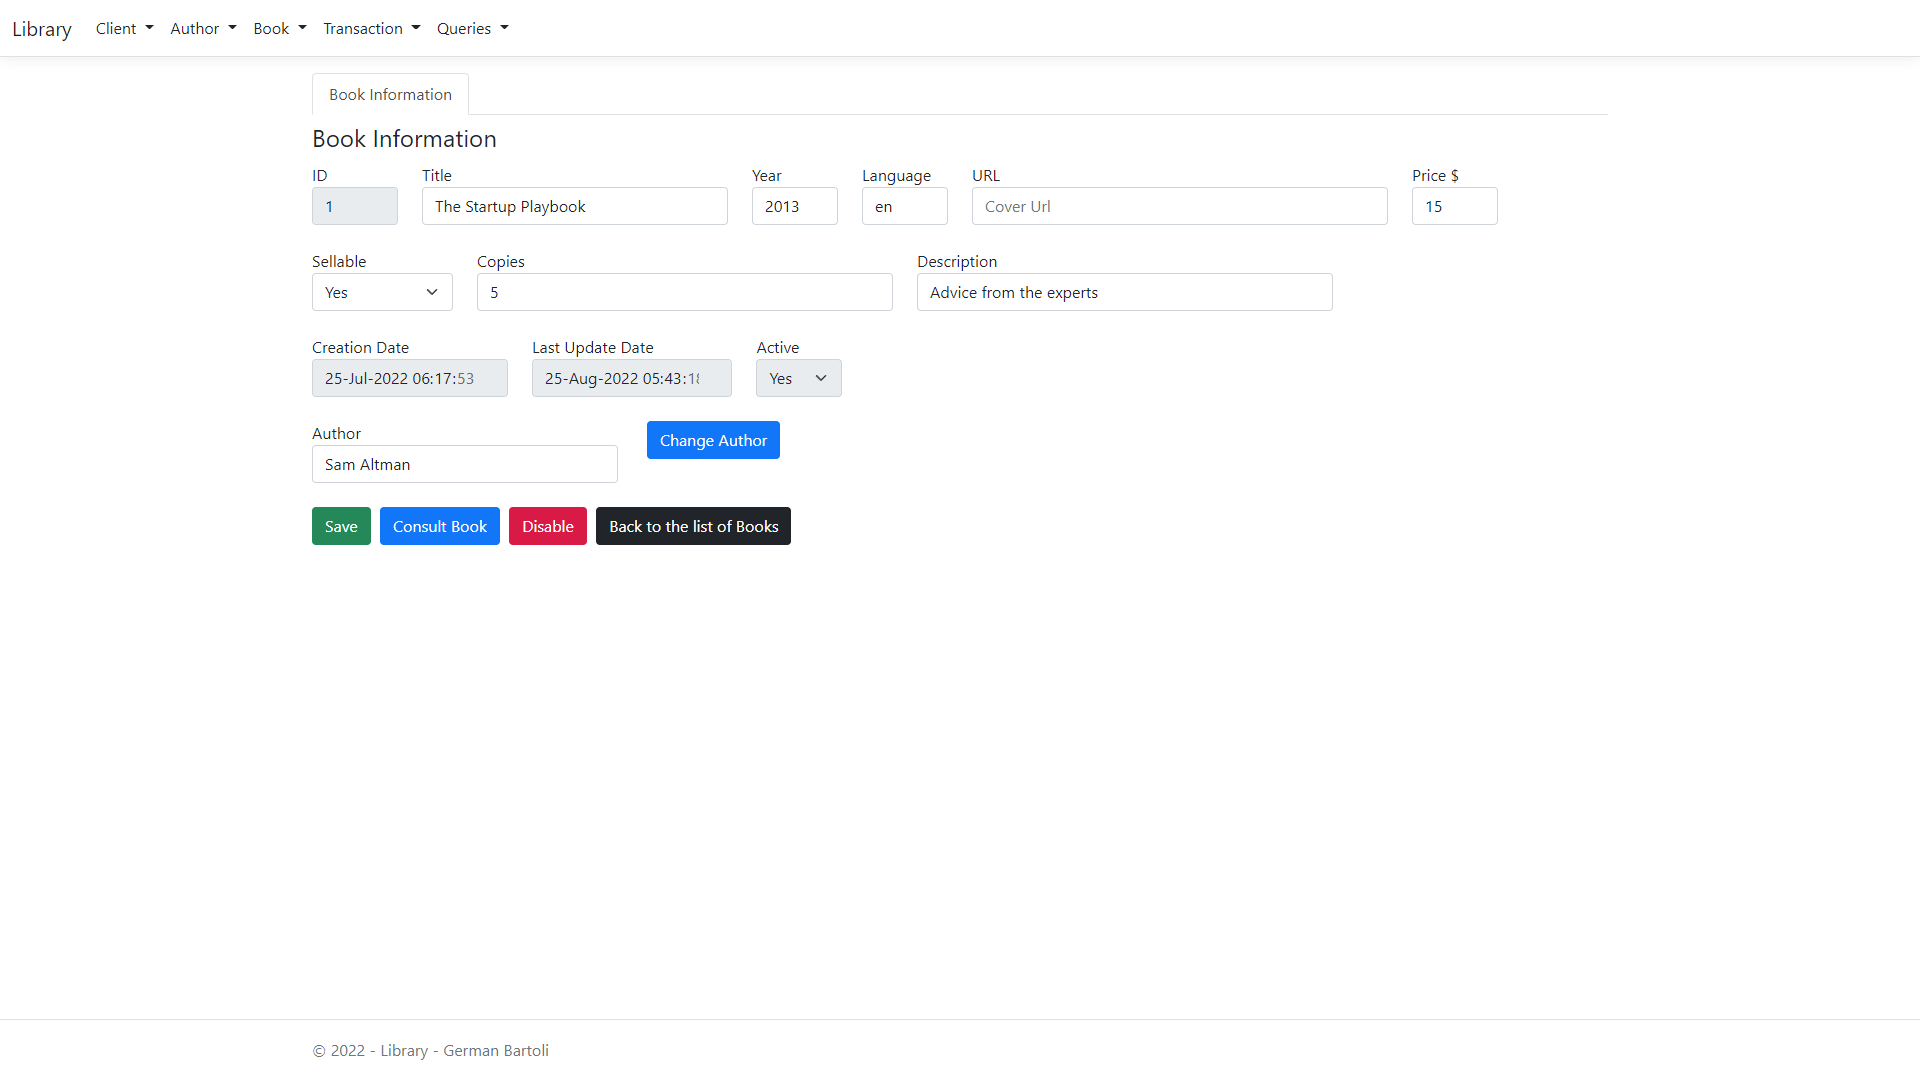 Library Client Author Book Transaction Queries
Book Information
Book Information
ID Title Year Language URL Price $
1 The Startup Playbook 2013 en Cover Url 15
Sellable Copies Description
Yes 5 Advice from the experts
Creation Date Last Update Date Active
25-Jul-2022 06:17:53 25-Aug-2022 05:43:18 Yes
Author
Change Author
Sam Altman
Save Consult Book Disable Back to the list of Books
© 2022 - Library - German Bartoli